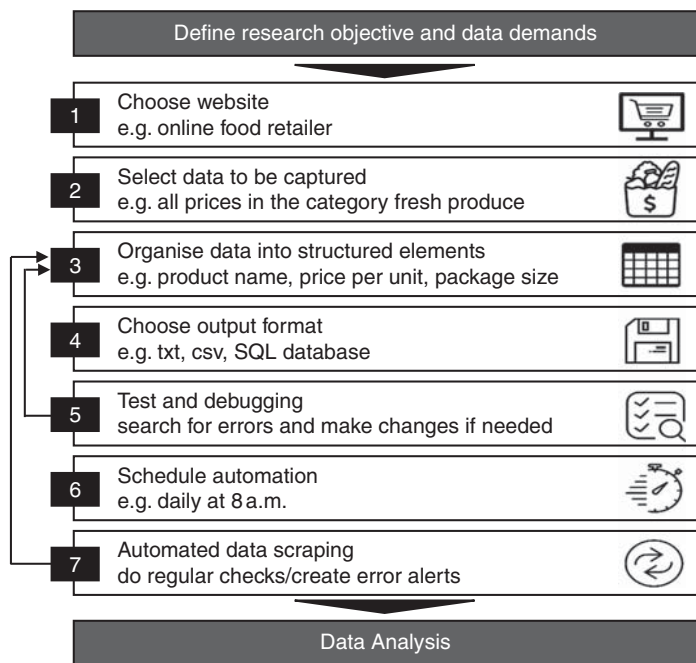 Define research objective and data demands
1
Choose website
e.g. online food retailer
2
Select data to be captured
e.g. all prices in the category fresh produce
$
3
Organise data into structured elements
e.g. product name, price per unit, package size
4
Choose output format
e.g. txt, csv, SQL database
5
Test and debugging
search for errors and make changes if needed
6
Schedule automation
e.g. daily at 8 a.m.
7
Automated data scraping
do regular checks/create error alerts
Data Analysis